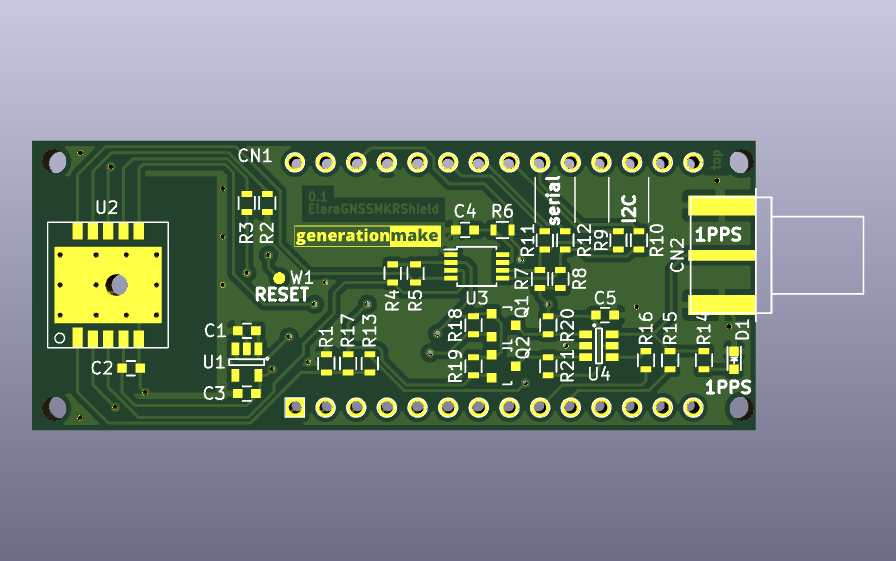 CN1
top
U2
0.1
ElaraGNSSMKRShield
serial
I2C
R3
R2
C4
R6
generationmake
R11
R12
R9
R10
CN2
1PPS
W1
RESET
R4
R5
U3
R7
R8
Q1
C5
C1
R1
R17
R13
R18
R20
R16
R15
R14
D1
U1
Q2
U4
C2
R19
R21
C3
1PPS